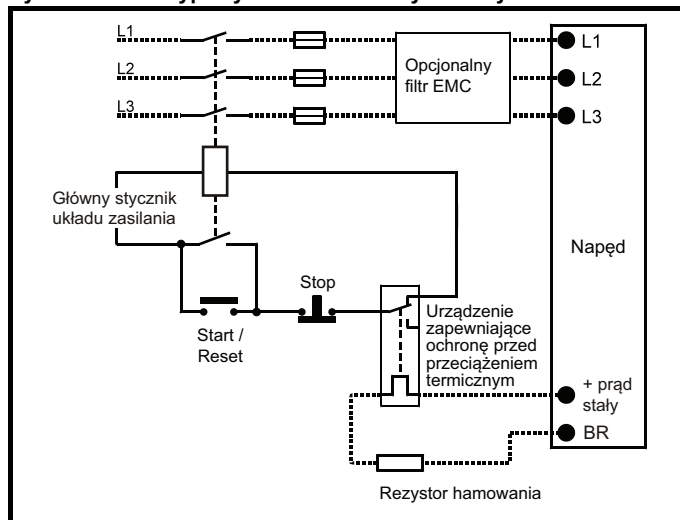 L1
L2
L3
Opcjonalny
filtr EMC
L1
L2
L3
Główny stycznik
układu zasilania
Napęd
Stop
Start /
Reset
Urządzenie
zapewniające
ochronę przed
przeciążeniem
termicznym
+ prąd
stały
BR
Rezystor hamowania